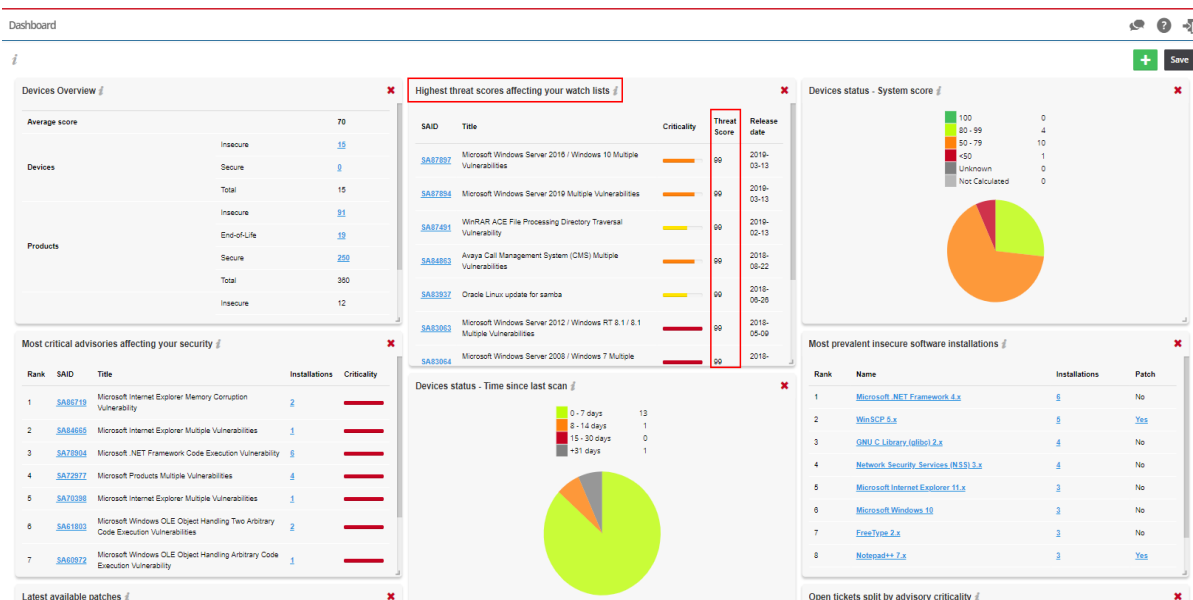 Dashboard
Save
Devices Overview
Average score 70
Devices
Insecure 15
Secure 0
Total 15
Products
Insecure 91
End-of-Life 19
Secure 250
Total 360
Insecure 12
Highest threat scores affecting your watch lists
SAID Title Criticality Threat Score Release date
SA87897 Microsoft Windows Server 2016 / Windows 10 Multiple Vulnerabilities 99 2019-03-13
SA87894 Microsoft Windows Server 2019 Multiple Vulnerabilities 99 2019-03-13
SA87491 WinRAR ACE File Processing Directory Traversal Vulnerability 99 2019-02-13
SA84863 Avaya Call Management System (CMS) Multiple Vulnerabilities 99 2018-08-22
SA83937 Oracle Linux update for samba 99 2018-06-26
SA83063 Microsoft Windows Server 2012 / Windows RT 8.1 / 8.1 Multiple Vulnerabilities 99 2018-05-09
SA83064 Microsoft Windows Server 2008 / Windows 7 Multiple 99 2018-
Devices status - System score
100 0
80 - 99 4
50 - 79 10
<50 1
Unknown 0
Not Calculated 0
Most critical advisories affecting your security
Rank SAID Title Installations Criticality
1 SA86719 Microsoft Internet Explorer Memory Corruption Vulnerability 2
2 SA84665 Microsoft Internet Explorer Multiple Vulnerabilities 1
3 SA78904 Microsoft .NET Framework Code Execution Vulnerability 6
4 SA72977 Microsoft Products Multiple Vulnerabilities 4
5 SA70398 Microsoft Internet Explorer Multiple Vulnerabilities 1
6 SA61803 Microsoft Windows OLE Object Handling Two Arbitrary Code Execution Vulnerabilities 2
7 SA60972 Microsoft Windows OLE Object Handling Arbitrary Code Execution Vulnerability 1
Devices status - Time since last scan
0 - 7 days 13
8 - 14 days 1
15 - 30 days 0
+31 days 1
Most prevalent insecure software installations
Rank Name Installations Patch
1 Microsoft .NET Framework 4.x 6 No
2 WinSCP 5.x 5 Yes
3 GNU C Library (glibc) 2.x 4 No
4 Network Security Services (NSS) 3.x 4 No
5 Microsoft Internet Explorer 11.x 3 No
6 Microsoft Windows 10 3 No
7 FreeType 2.x 3 No
8 Notepad++ 7.x 3 Yes
Latest available patches
Open tickets split by advisory criticality